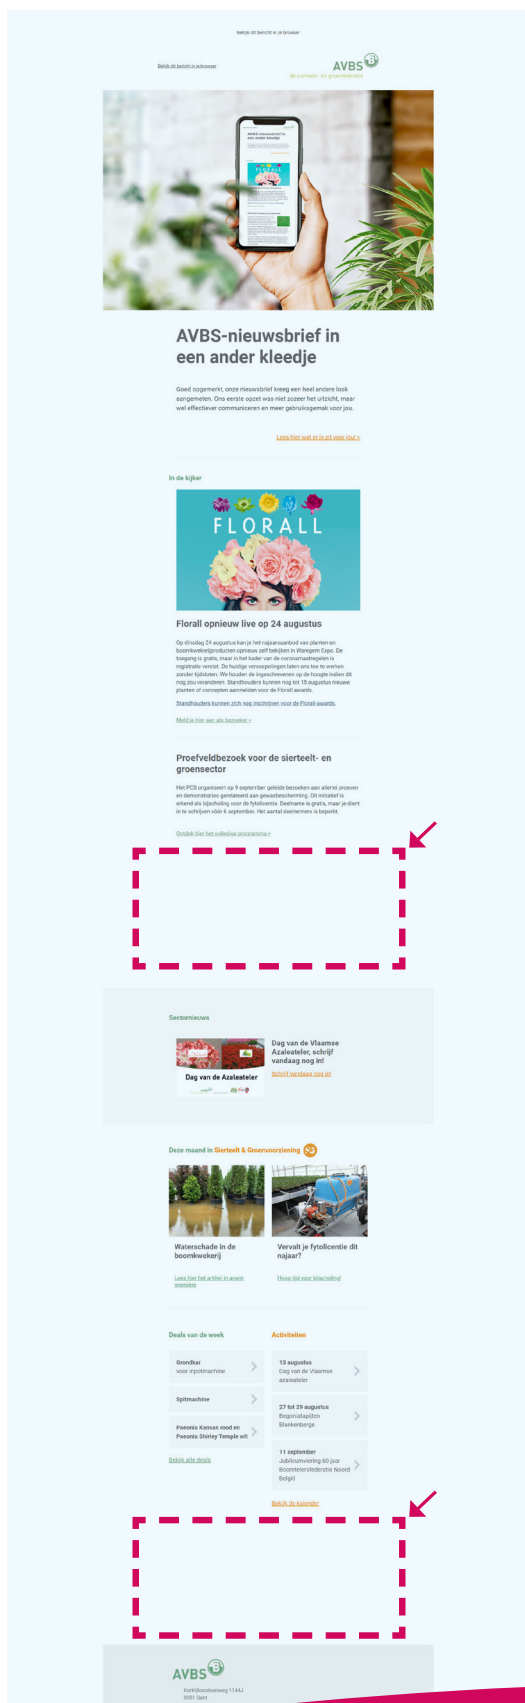 Bekijk dit bericht in je browser
Bekijk dit bericht in je browser
AVBS
de sierteelt- en groenfederatie
AVBS-nieuwsbrief in
een ander kleedje
FLORALL
AVBS-nieuwsbrief in
een ander kleedje
Goed opgemerkt, onze nieuwsbrief kreeg een heel andere look
aangemeten. Ons eerste opzet was niet zozeer het uitzicht, maar
wel effectiever communiceren en meer gebruiksgemak voor jou.
Lees hier wat er in zit voor jou! »
In de kijker
FLORALL
Florall opnieuw live op 24 augustus
Op dinsdag 24 augustus kan je het najaarsaanbod van planten en
boomkwekerijproducten opnieuw zelf bekijken in Waregem Expo. De
toegang is gratis, maar in het kader van de coronamaatregelen is
registratie vereist. De huidige versoepelingen laten ons toe te werken
zonder tijdsloten. We houden de ingeschrevenen op de hoogte indien dit
nog zou veranderen. Standhouders kunnen nog tot 15 augustus nieuwe
planten of concepten aanmelden voor de Florall-awards.
Standhouders kunnen zich nog inschrijven voor de Florall-awards.
Meld je hier aan als bezoeker »
Proefveldbezoek voor de sierteelt- en
groensector
Het PCS organiseert op 9 september geleide bezoeken aan allerlei proeven
en demonstraties gerelateerd aan gewasbescherming. Dit initiatief is
erkend als bijscholing voor de fytolicentie. Deelname is gratis, maar je dient
in te schrijven vóór 6 september. Het aantal deelnemers is beperkt.
Ontdek hier het volledige programma »
Sectornieuws
Dag van de Azaleateler
Dag van de Vlaamse
Azaleateler, schrijf
vandaag nog in!
Schrijf vandaag nog in!
Deze maand in Sierteelt & Groenvoorziening
Waterschade in de
boomkwekerij
Lees hier het artikel in avant-
première
Vervalt je fytolicentie dit
najaar?
Hoog tijd voor bijscholing!
Deals van de week
Grondkar
voor inpotmachine
Spitmachine
Paeonia Kansas rood en
Paeonia Shirley Temple wit
Bekijk alle deals
Activiteiten
13 augustus
Dag van de Vlaamse
azaleateler
27 tot 29 augustus
Begoniatapijten
Blankenberge
11 september
Jubileumviering 60 jaar
Boomtelersfederatie Noord
België
Bekijk de kalender
AVBS
Kortrijksesteenweg 1144J
9051 Gent